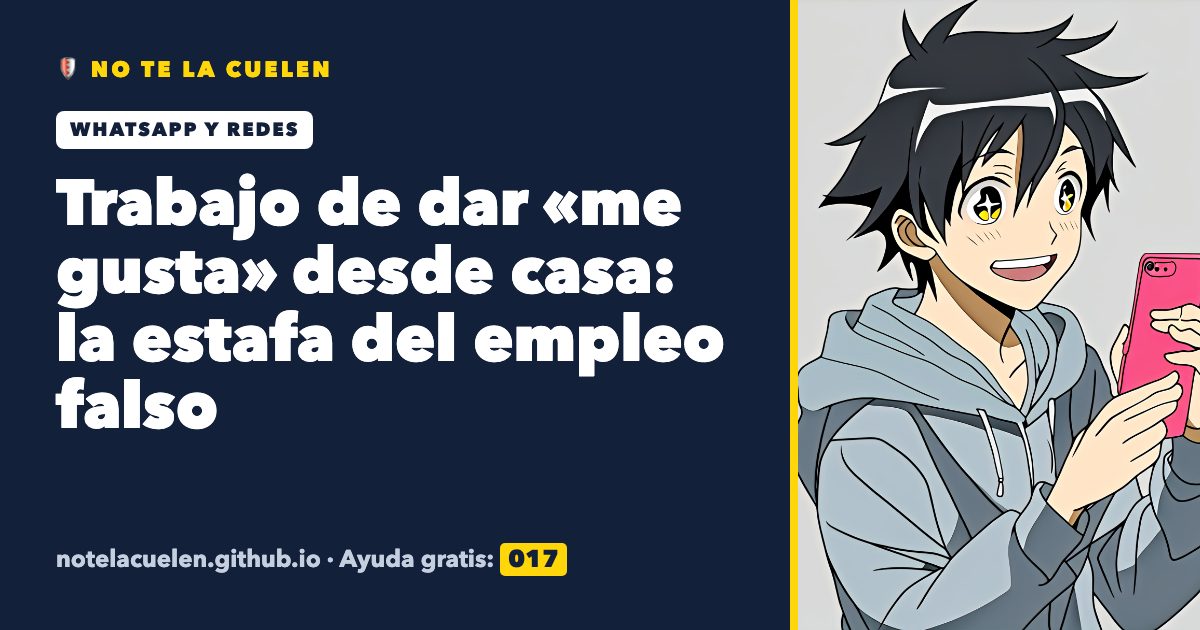 NO TE LA CUELEN
WHATSAPP Y REDES
Trabajo de dar «me
gusta» desde casa:
la estafa del empleo
falso
notelacuelen.github.io · Ayuda gratis: 017